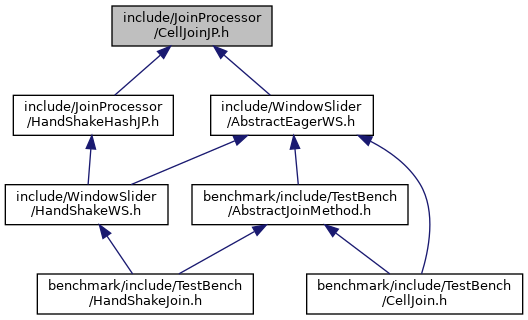 include/JoinProcessor
/CellJoinJP.h
include/JoinProcessor
/HandShakeHashJP.h
include/WindowSlider
/AbstractEagerWS.h
include/WindowSlider
/HandShakeWS.h
benchmark/include/TestBench
/AbstractJoinMethod.h
benchmark/include/TestBench
/HandShakeJoin.h
benchmark/include/TestBench
/CellJoin.h